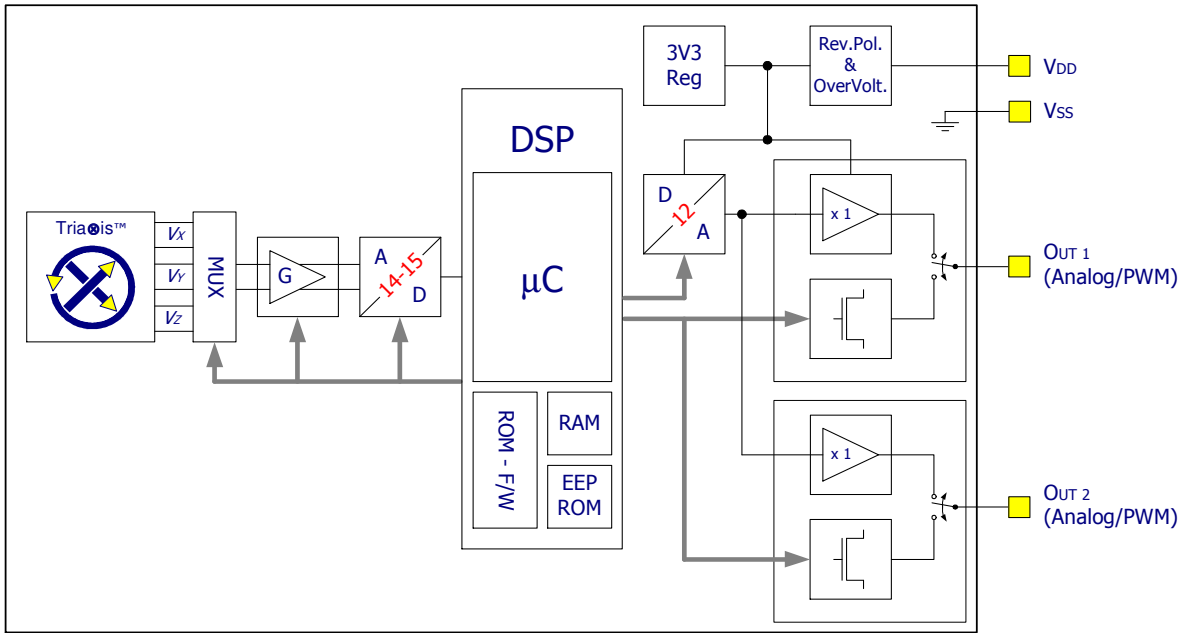 3V3
Reg
Rev.Pol.
&
OverVolt.
VDD
VSS
DSP
µC
ROM - F/W
RAM
EEP
ROM
Tria⊗is™
VX
VY
VZ
MUX
G
A
14-15
D
D
12
A
x 1
OUT 1
(Analog/PWM)
x 1
OUT 2
(Analog/PWM)